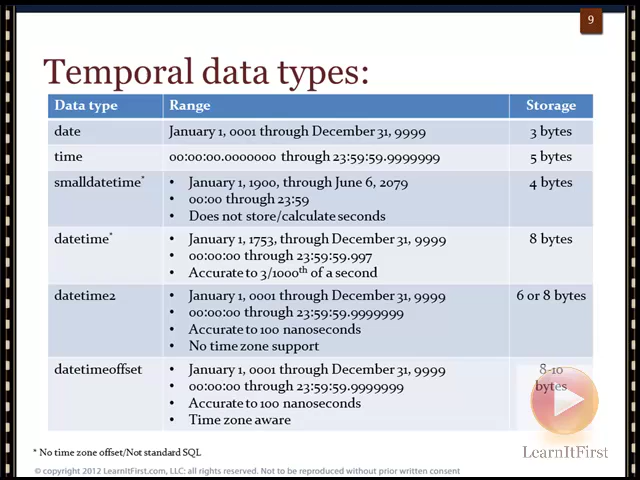 9
Temporal data types:
Data type Range Storage
date January 1, 0001 through December 31, 9999 3 bytes
time 00:00:00.0000000 through 23:59:59.9999999 5 bytes
smalldatetime* • January 1, 1900, through June 6, 2079 4 bytes
• 00:00 through 23:59
• Does not store/calculate seconds
datetime* • January 1, 1753, through December 31, 9999 8 bytes
• 00:00:00 through 23:59:59.997
• Accurate to 3/1000th of a second
datetime2 • January 1, 0001 through December 31, 9999 6 or 8 bytes
• 00:00:00 through 23:59:59.9999999
• Accurate to 100 nanoseconds
• No time zone support
datetimeoffset • January 1, 0001 through December 31, 9999 8-10
• 00:00:00 through 23:59:59.9999999 bytes
• Accurate to 100 nanoseconds
• Time zone aware
* No time zone offset/Not standard SQL
LearnItFirst
© copyright 2012 LearnItFirst.com, LLC: all rights reserved. Not to be reproduced without prior written consent